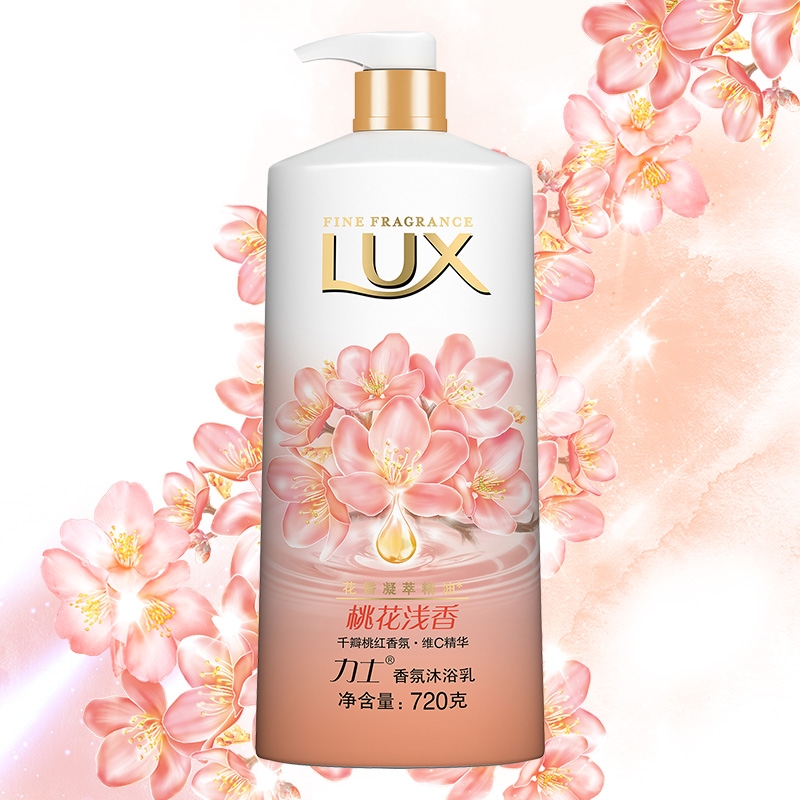 FINE FRAGRANCE
LUX
花香凝萃精油
桃花浅香
千瓣桃红香氛·维C精华
力士® 香氛沐浴乳
净含量：720克